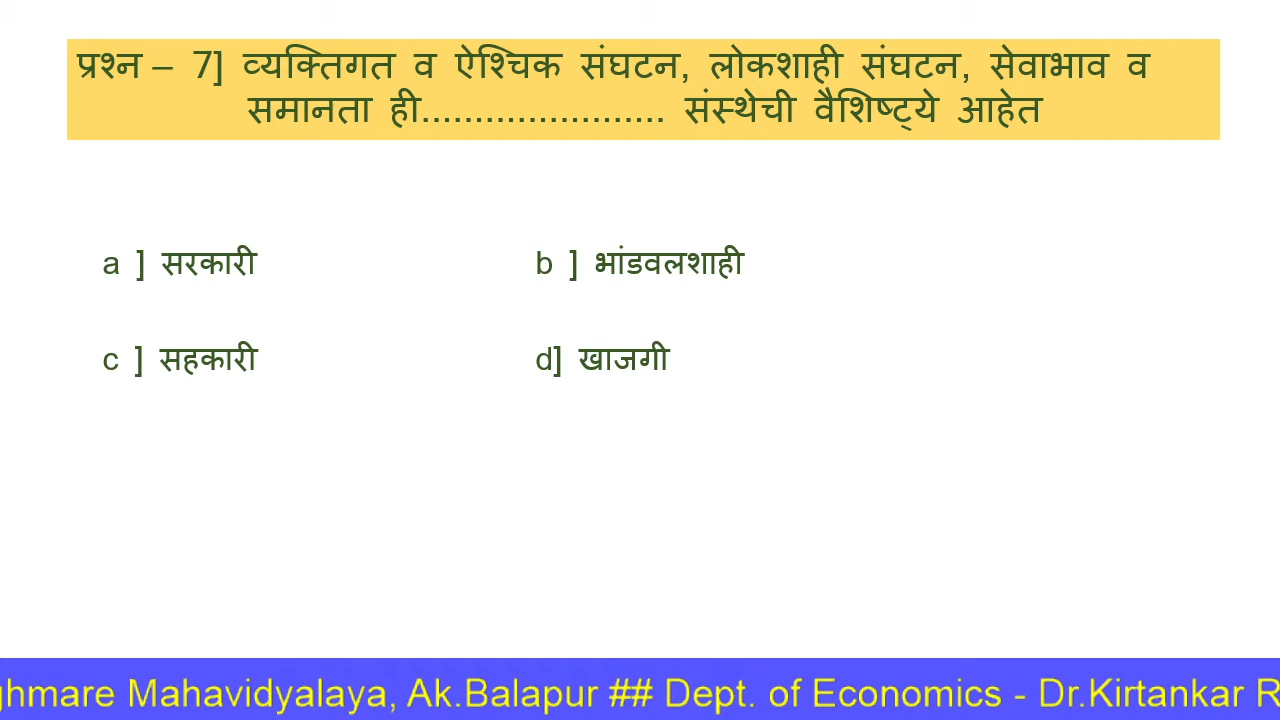 प्रश्न – 7] व्यक्तिगत व ऐश्चिक संघटन, लोकशाही संघटन, सेवाभाव व
समानता ही....................... संस्थेची वैशिष्ट्ये आहेत
a ] सरकारी b ] भांडवलशाही
c ] सहकारी d] खाजगी
Mahavidyalaya, Ak.Balapur ## Dept. of Economics - Dr.Kirtankar